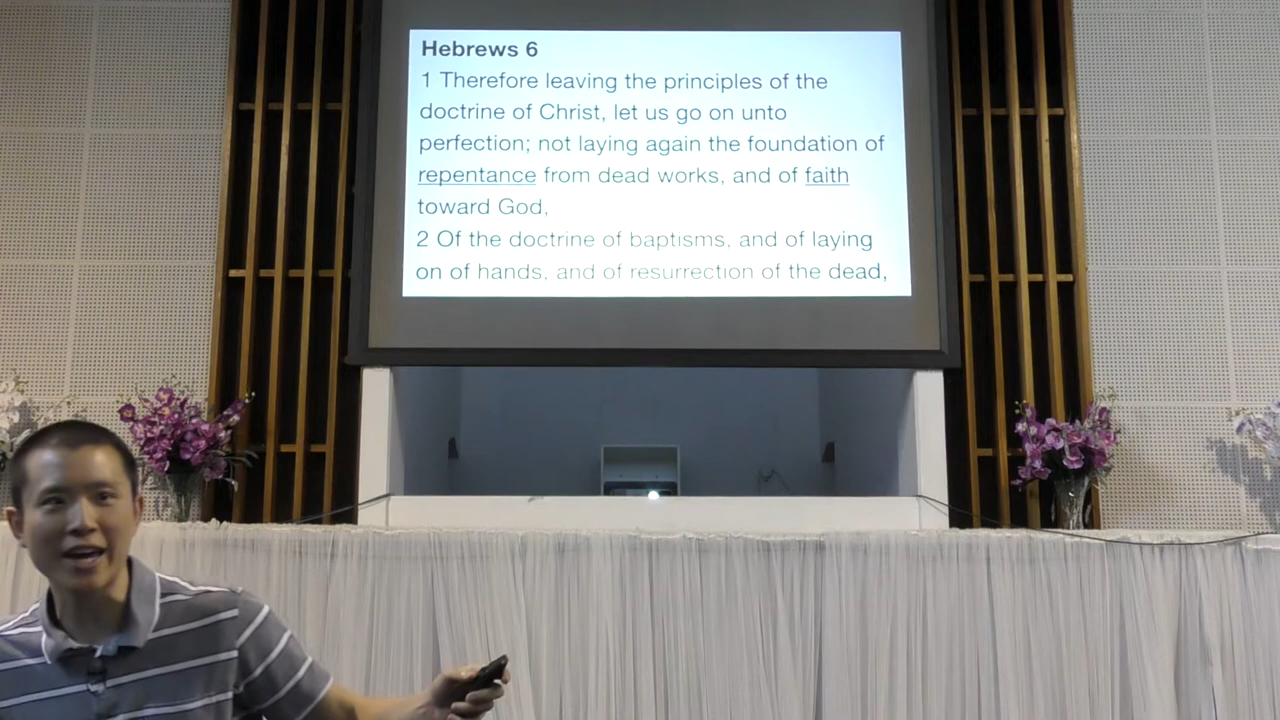 Hebrews 6
1 Therefore leaving the principles of the
doctrine of Christ, let us go on unto
perfection; not laying again the foundation of
repentance from dead works, and of faith
toward God,
2 Of the doctrine of baptisms, and of laying
on of hands, and of resurrection of the dead,